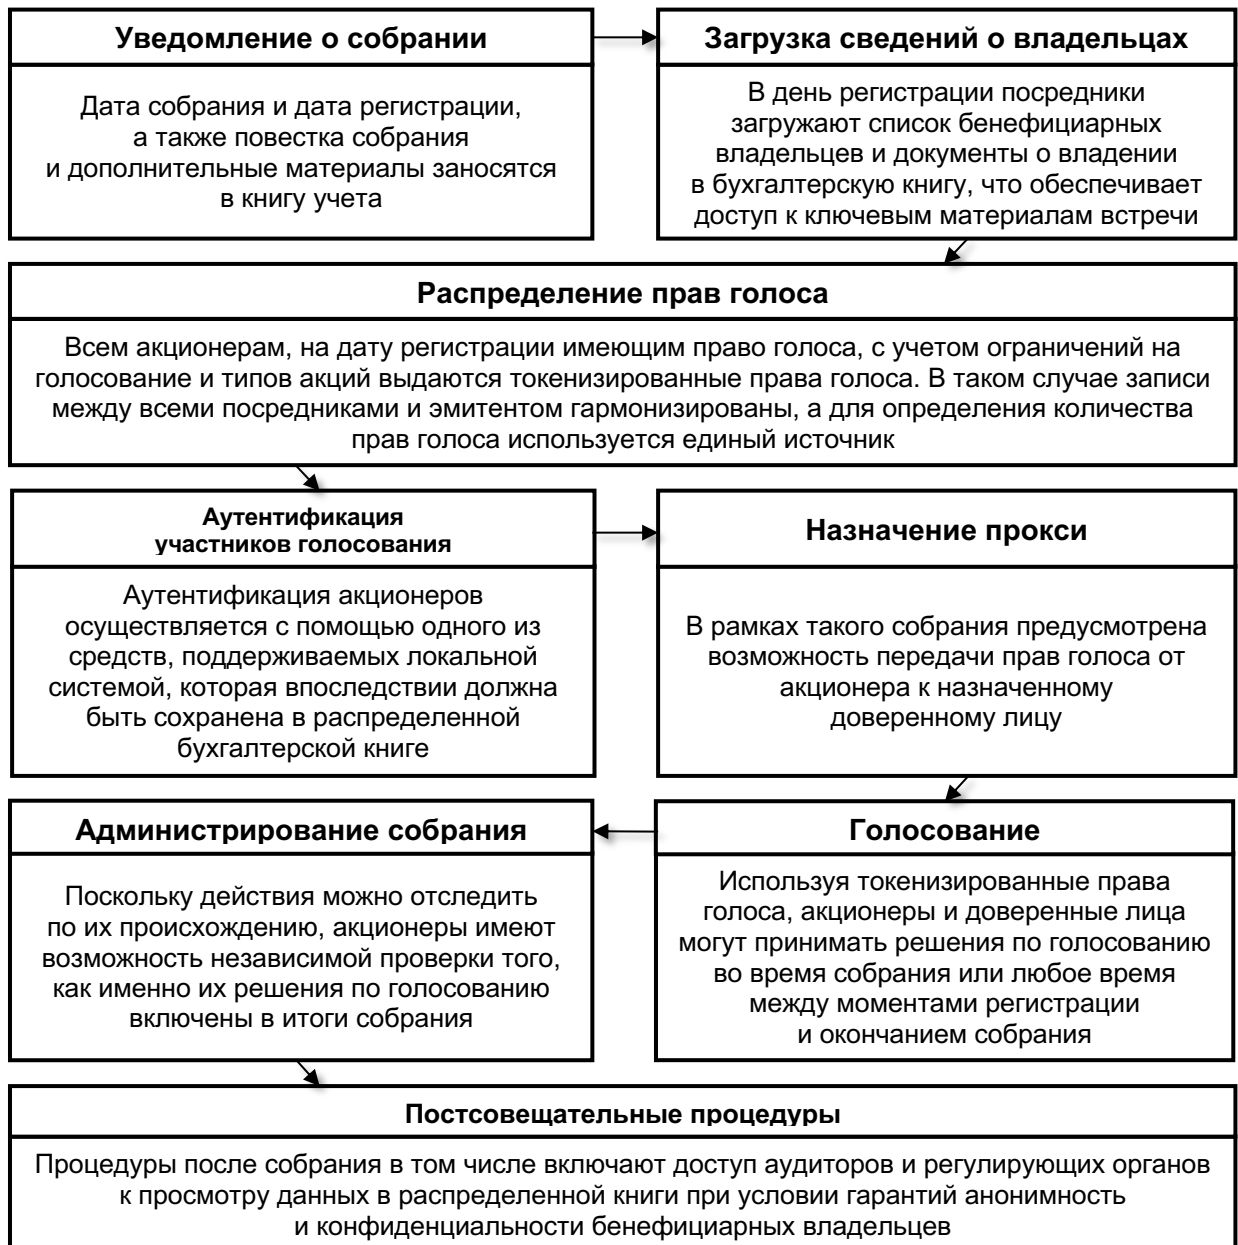 Уведомление о собрании
Дата собрания и дата регистрации,
а также повестка собрания
и дополнительные материалы заносятся
в книгу учета
Загрузка сведений о владельцах
В день регистрации посредники
загружают список бенефициарных
владельцев и документы о владении
в бухгалтерскую книгу, что обеспечивает
доступ к ключевым материалам встречи
Распределение прав голоса
Всем акционерам, на дату регистрации имеющим право голоса, с учетом ограничений на
голосование и типов акций выдаются токенизированные права голоса. В таком случае записи
между всеми посредниками и эмитентом гармонизированы, а для определения количества
прав голоса используется единый источник
Аутентификация
участников голосования
Аутентификация акционеров
осуществляется с помощью одного из
средств, поддерживаемых локальной
системой, которая впоследствии должна
быть сохранена в распределенной
бухгалтерской книге
Назначение прокси
В рамках такого собрания предусмотрена
возможность передачи прав голоса от
акционера к назначенному
доверенному лицу
Голосование
Используя токенизированные права
голоса, акционеры и доверенные лица
могут принимать решения по голосованию
во время собрания или любое время
между моментами регистрации
и окончанием собрания
Администрирование собрания
Поскольку действия можно отследить
по их происхождению, акционеры имеют
возможность независимой проверки того,
как именно их решения по голосованию
включены в итоги собрания
Постсовещательные процедуры
Процедуры после собрания в том числе включают доступ аудиторов и регулирующих органов
к просмотру данных в распределенной книги при условии гарантий анонимность
и конфиденциальности бенефициарных владельцев